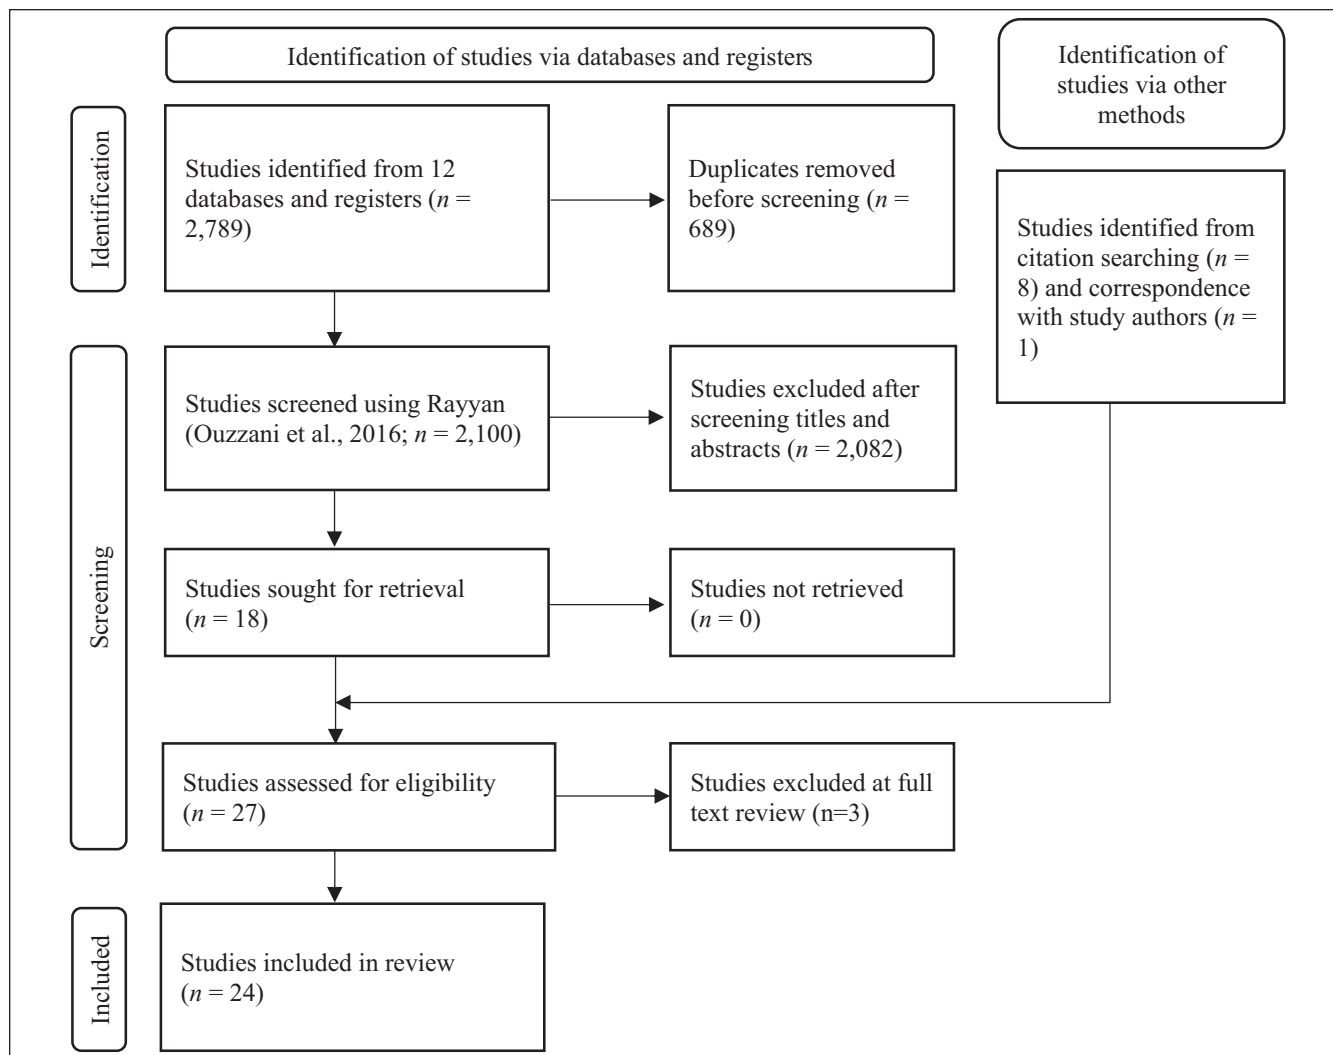 Identification of studies via databases and registers
Identification of
studies via other
methods
Identification
Studies identified from 12
databases and registers (n =
2,789)
Duplicates removed
before screening (n =
689)
Studies identified from
citation searching (n =
8) and correspondence
with study authors (n =
1)
Screening
Studies screened using Rayyan
(Ouzzani et al., 2016; n = 2,100)
Studies excluded after
screening titles and
abstracts (n = 2,082)
Studies sought for retrieval
(n = 18)
Studies not retrieved
(n = 0)
Studies assessed for eligibility
(n = 27)
Studies excluded at full
text review (n=3)
Included
Studies included in review
(n = 24)